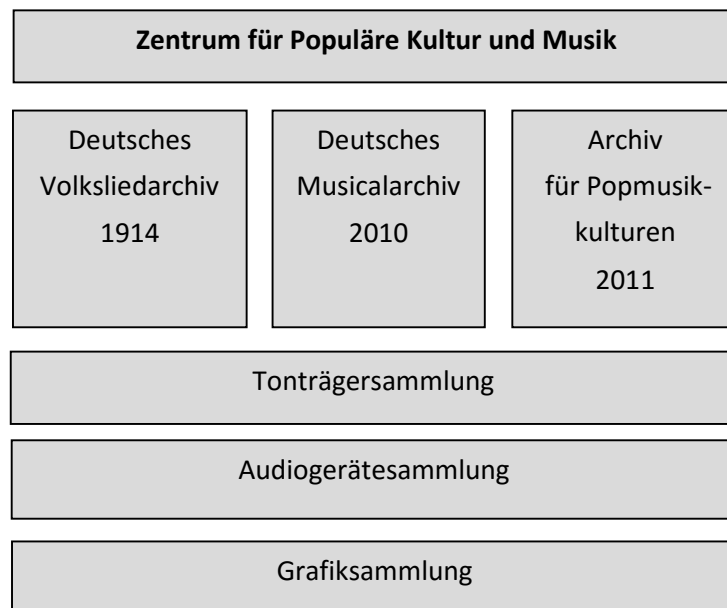 Zentrum für Populäre Kultur und Musik
Deutsches
Volksliedarchiv
1914
Deutsches
Musicalarchiv
2010
Archiv
für Popmusik-
kulturen
2011
Tonträgersammlung
Audiogerätesammlung
Grafiksammlung